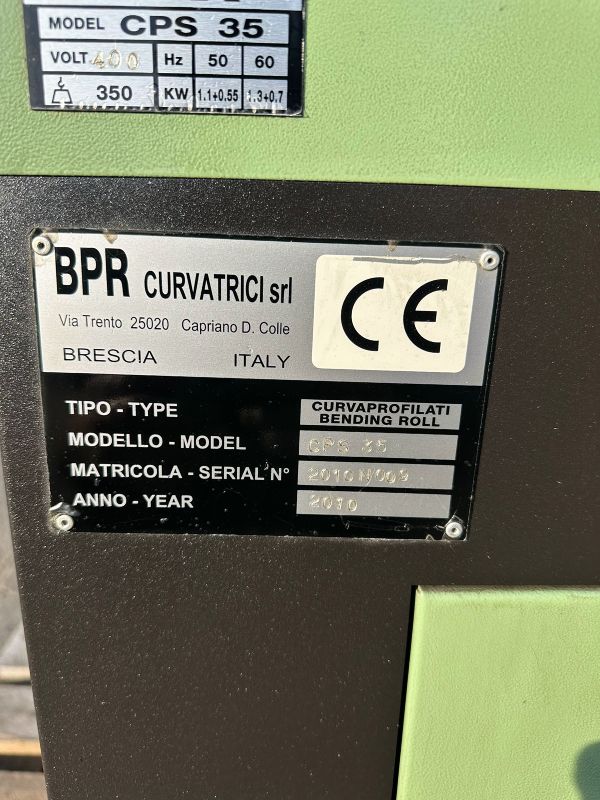 MODEL CPS 35
VOLT 400 Hz 50 60
350 KW 1.1+0.55 1.3+0.7
BPR CURVATRICI srl
Via Trento 25020 Capriano D. Colle
BRESCIA ITALY
CE
TIPO - TYPE CURVAPROFILATI
BENDING ROLL
MODELLO - MODEL CPS 35
MATRICOLA - SERIAL N° 2010N009
ANNO - YEAR 2010